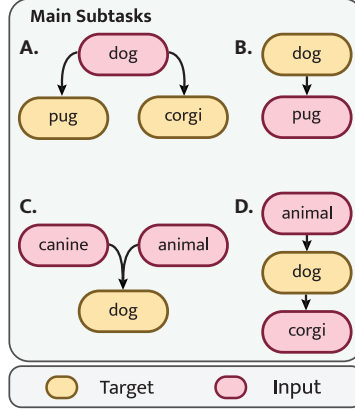 Main Subtasks
A.
dog
pug
corgi
B.
dog
pug
C.
canine
animal
dog
D.
animal
dog
corgi
Target
Input